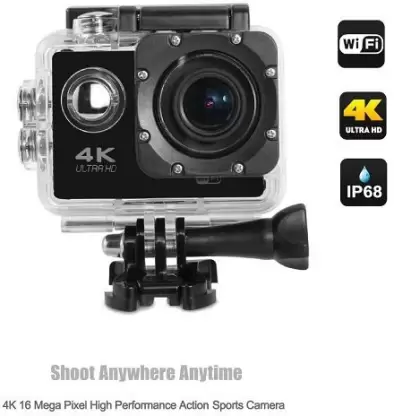 WiFi
4K
ULTRA HD
4K
ULTRA HD
WiFi
IP68
Shoot Anywhere Anytime
4K 16 Mega Pixel High Performance Action Sports Camera